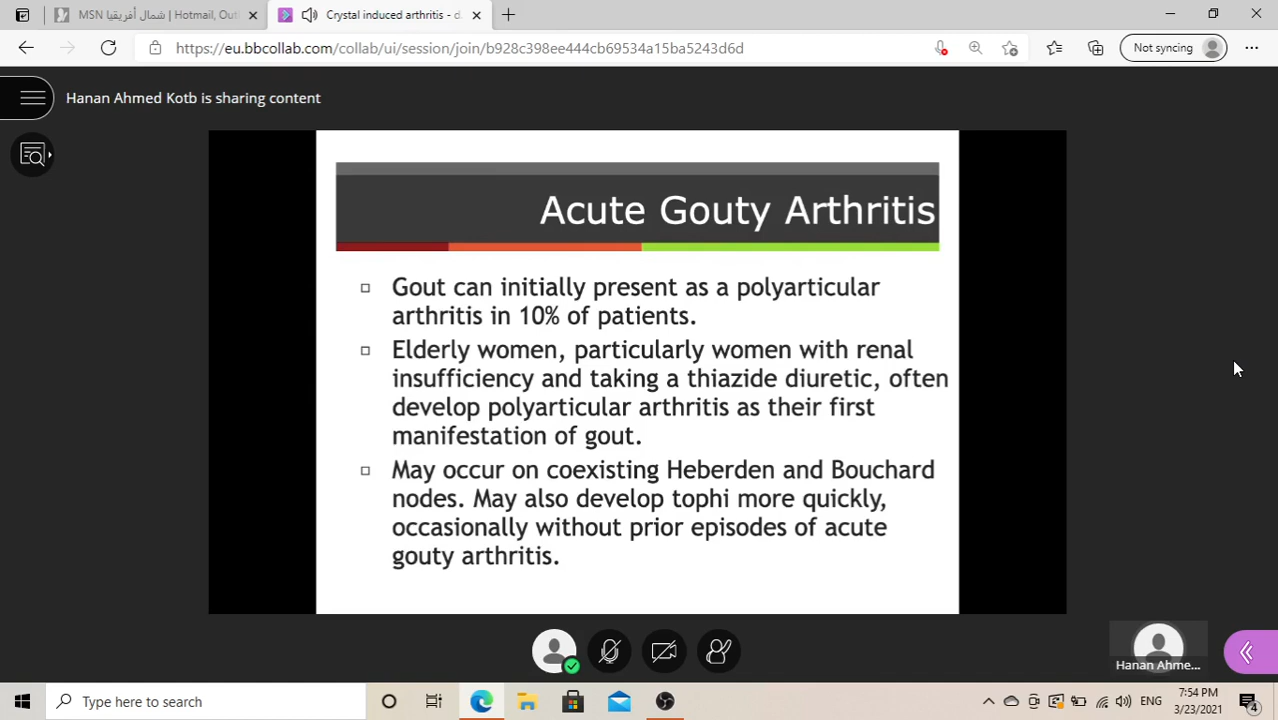 MSN شمال أفريقيا | Hotmail, Outl
Crystal induced arthritis - d
https://eu.bbcollab.com/collab/ui/session/join/b928c398ee444cb69534a15ba5243d6d
Not syncing
Hanan Ahmed Kotb is sharing content
Acute Gouty Arthritis
Gout can initially present as a polyarticular
arthritis in 10% of patients.
Elderly women, particularly women with renal
insufficiency and taking a thiazide diuretic, often
develop polyarticular arthritis as their first
manifestation of gout.
May occur on coexisting Heberden and Bouchard
nodes. May also develop tophi more quickly,
occasionally without prior episodes of acute
gouty arthritis.
Hanan Ahme...
Type here to search
ENG
7:54 PM
3/23/2021
4